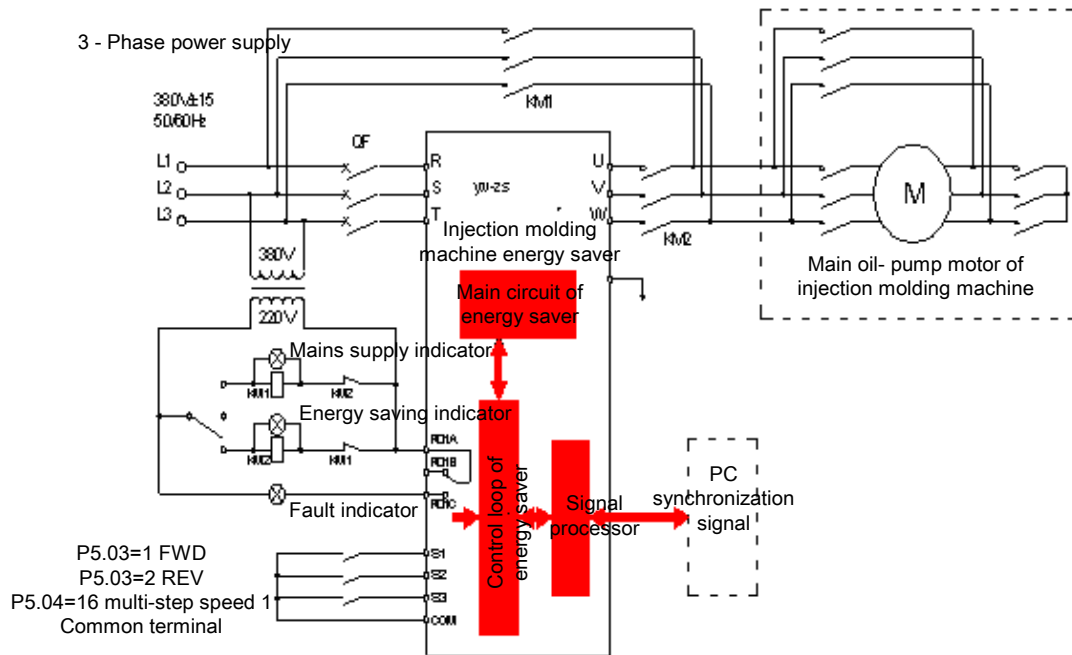 3 - Phase power supply
380V±15
50/60Hz
KM1
QF
L1
L2
L3
R
S
T
U
V
W
KM2
M
Injection molding
machine energy saver
Main oil- pump motor of
injection molding machine
380V
220V
Main circuit of
energy saver
Mains supply indicator
KM1
KM2
Energy saving indicator
KM2
KM1
RO1A
RO1B
RO1C
Fault indicator
Control loop of
energy saver
Signal
processor
PC
synchronization
signal
P5.03=1 FWD
P5.03=2 REV
P5.04=16 multi-step speed 1
Common terminal
S1
S2
S3
COM